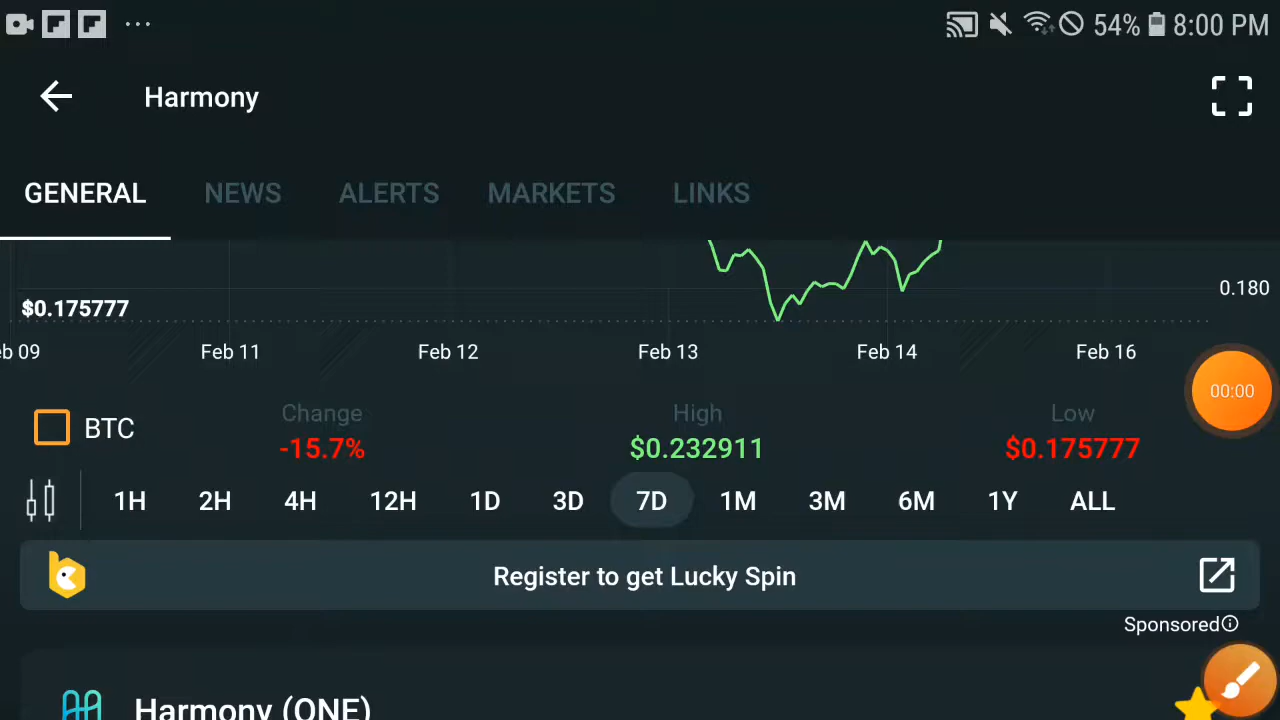 54% 8:00 PM
Harmony
GENERAL NEWS ALERTS MARKETS LINKS
0.180
$0.175777
eb 09 Feb 11 Feb 12 Feb 13 Feb 14 Feb 16
00:00
Change High Low
BTC -15.7% $0.232911 $0.175777
1H 2H 4H 12H 1D 3D 7D 1M 3M 6M 1Y ALL
Register to get Lucky Spin
Sponsored
Harmony (ONE)